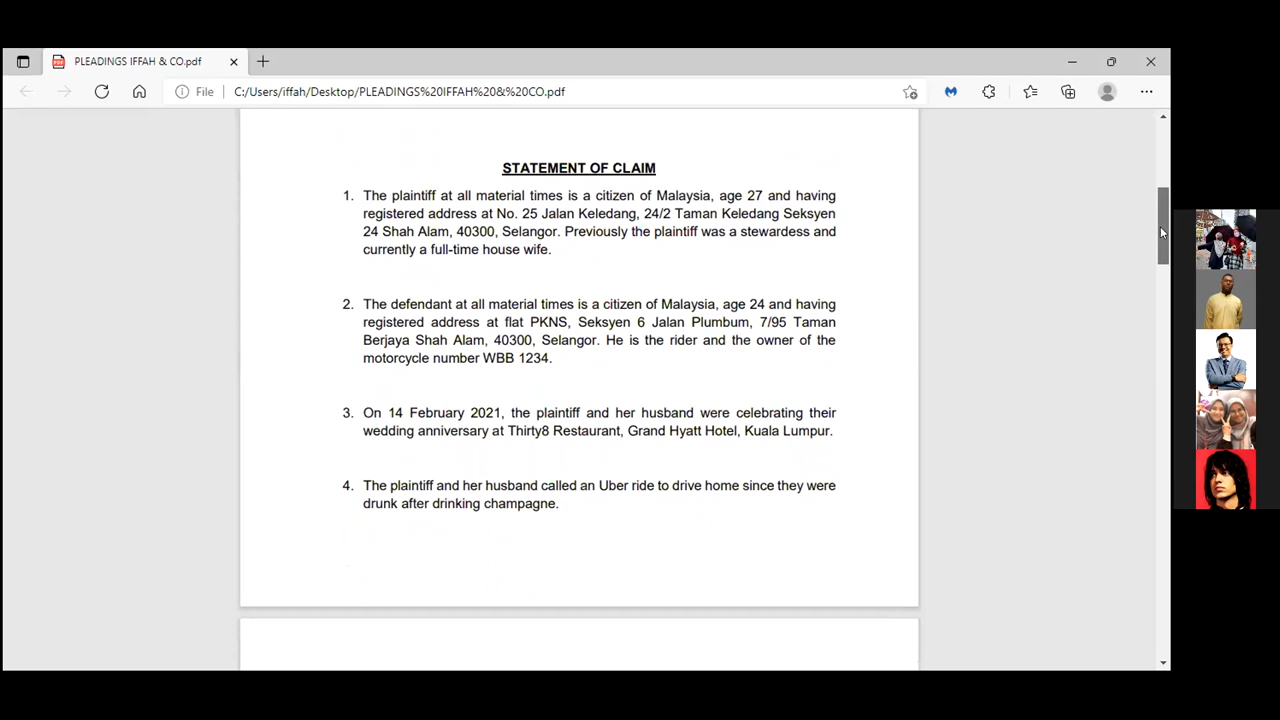 PLEADINGS IFFAH & CO.pdf
File
C:/Users/iffah/Desktop/PLEADINGS%20IFFAH%20&%20CO.pdf
STATEMENT OF CLAIM
1. The plaintiff at all material times is a citizen of Malaysia, age 27 and having
registered address at No. 25 Jalan Keledang, 24/2 Taman Keledang Seksyen
24 Shah Alam, 40300, Selangor. Previously the plaintiff was a stewardess and
currently a full-time house wife.
2. The defendant at all material times is a citizen of Malaysia, age 24 and having
registered address at flat PKNS, Seksyen 6 Jalan Plumbum, 7/95 Taman
Berjaya Shah Alam, 40300, Selangor. He is the rider and the owner of the
motorcycle number WBB 1234.
3. On 14 February 2021, the plaintiff and her husband were celebrating their
wedding anniversary at Thirty8 Restaurant, Grand Hyatt Hotel, Kuala Lumpur.
4. The plaintiff and her husband called an Uber ride to drive home since they were
drunk after drinking champagne.